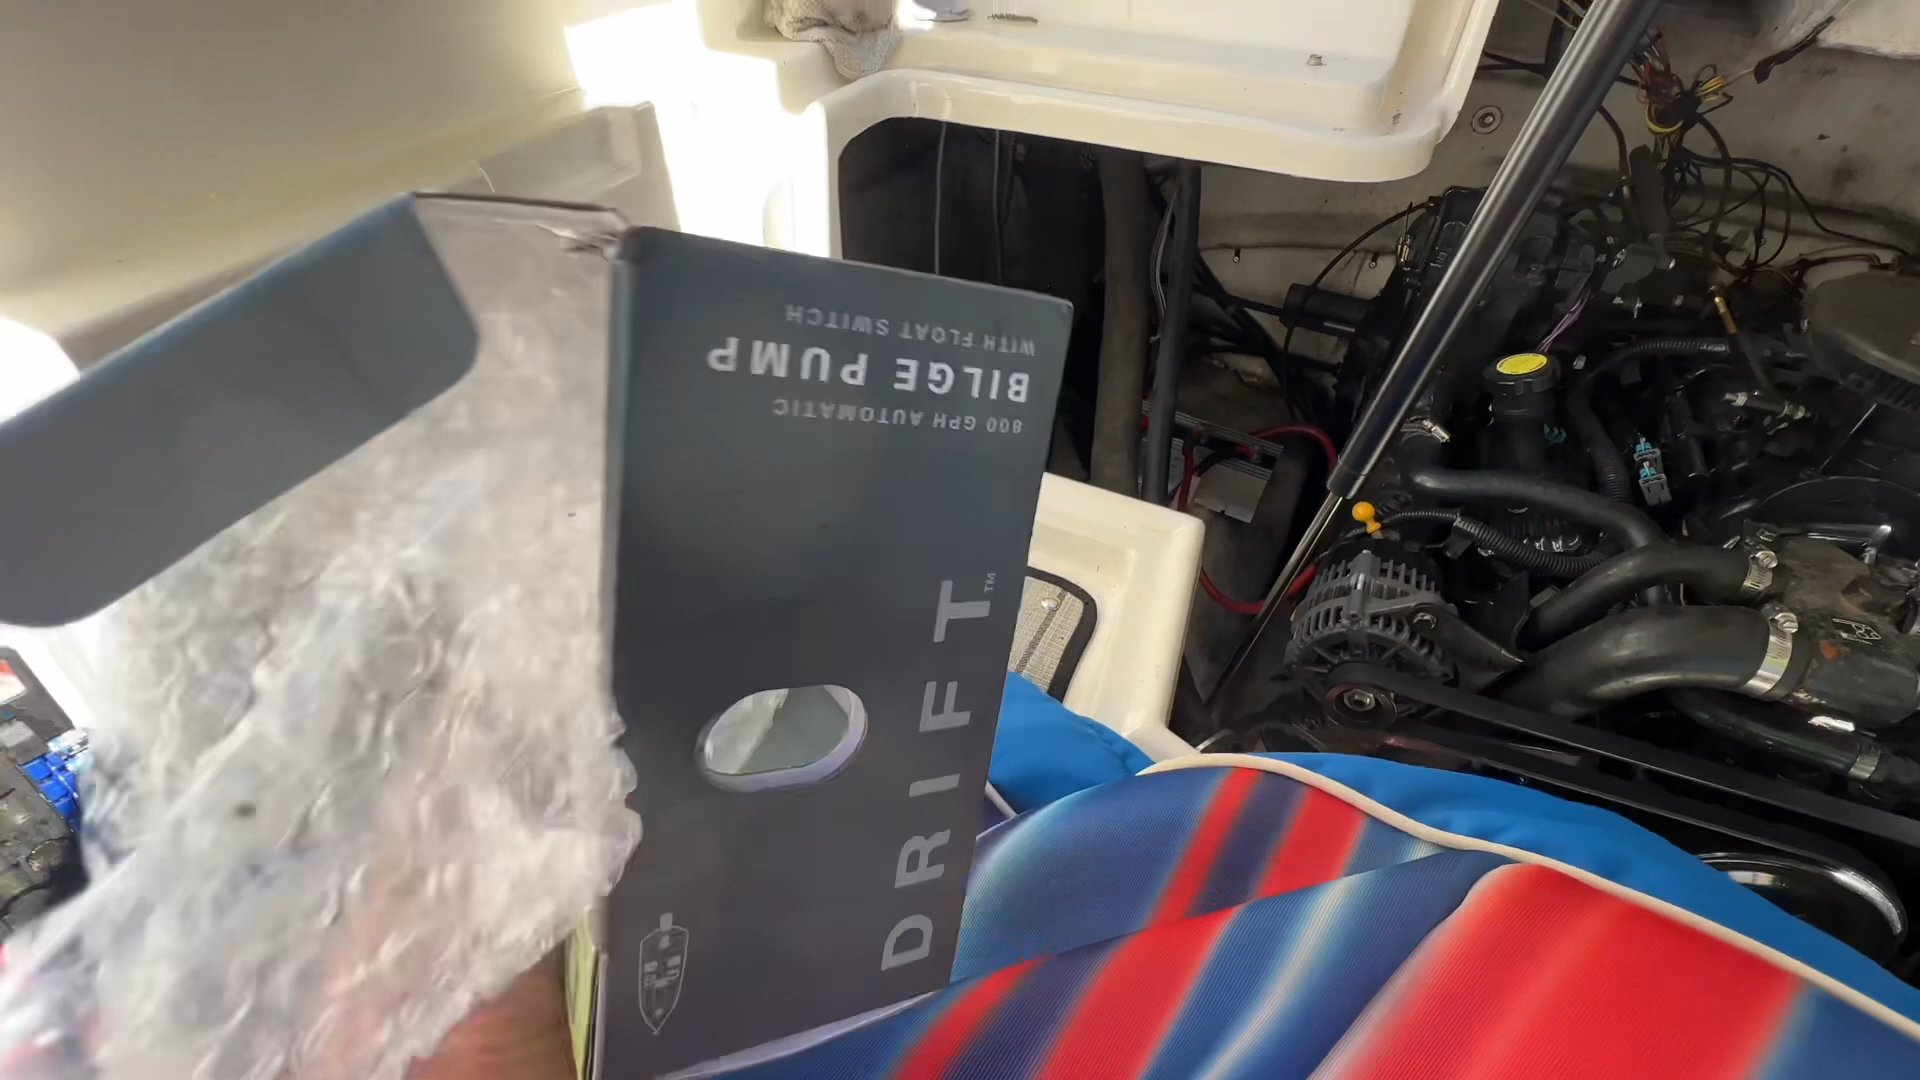 800 GPH AUTOMATIC
BILGE PUMP
WITH FLOAT SWITCH
DRIFT™